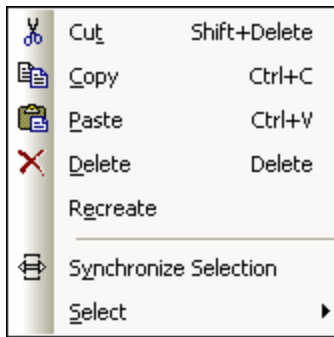 Cut Shift+Delete
Copy Ctrl+C
Paste Ctrl+V
Delete Delete
Recreate
Synchronize Selection
Select